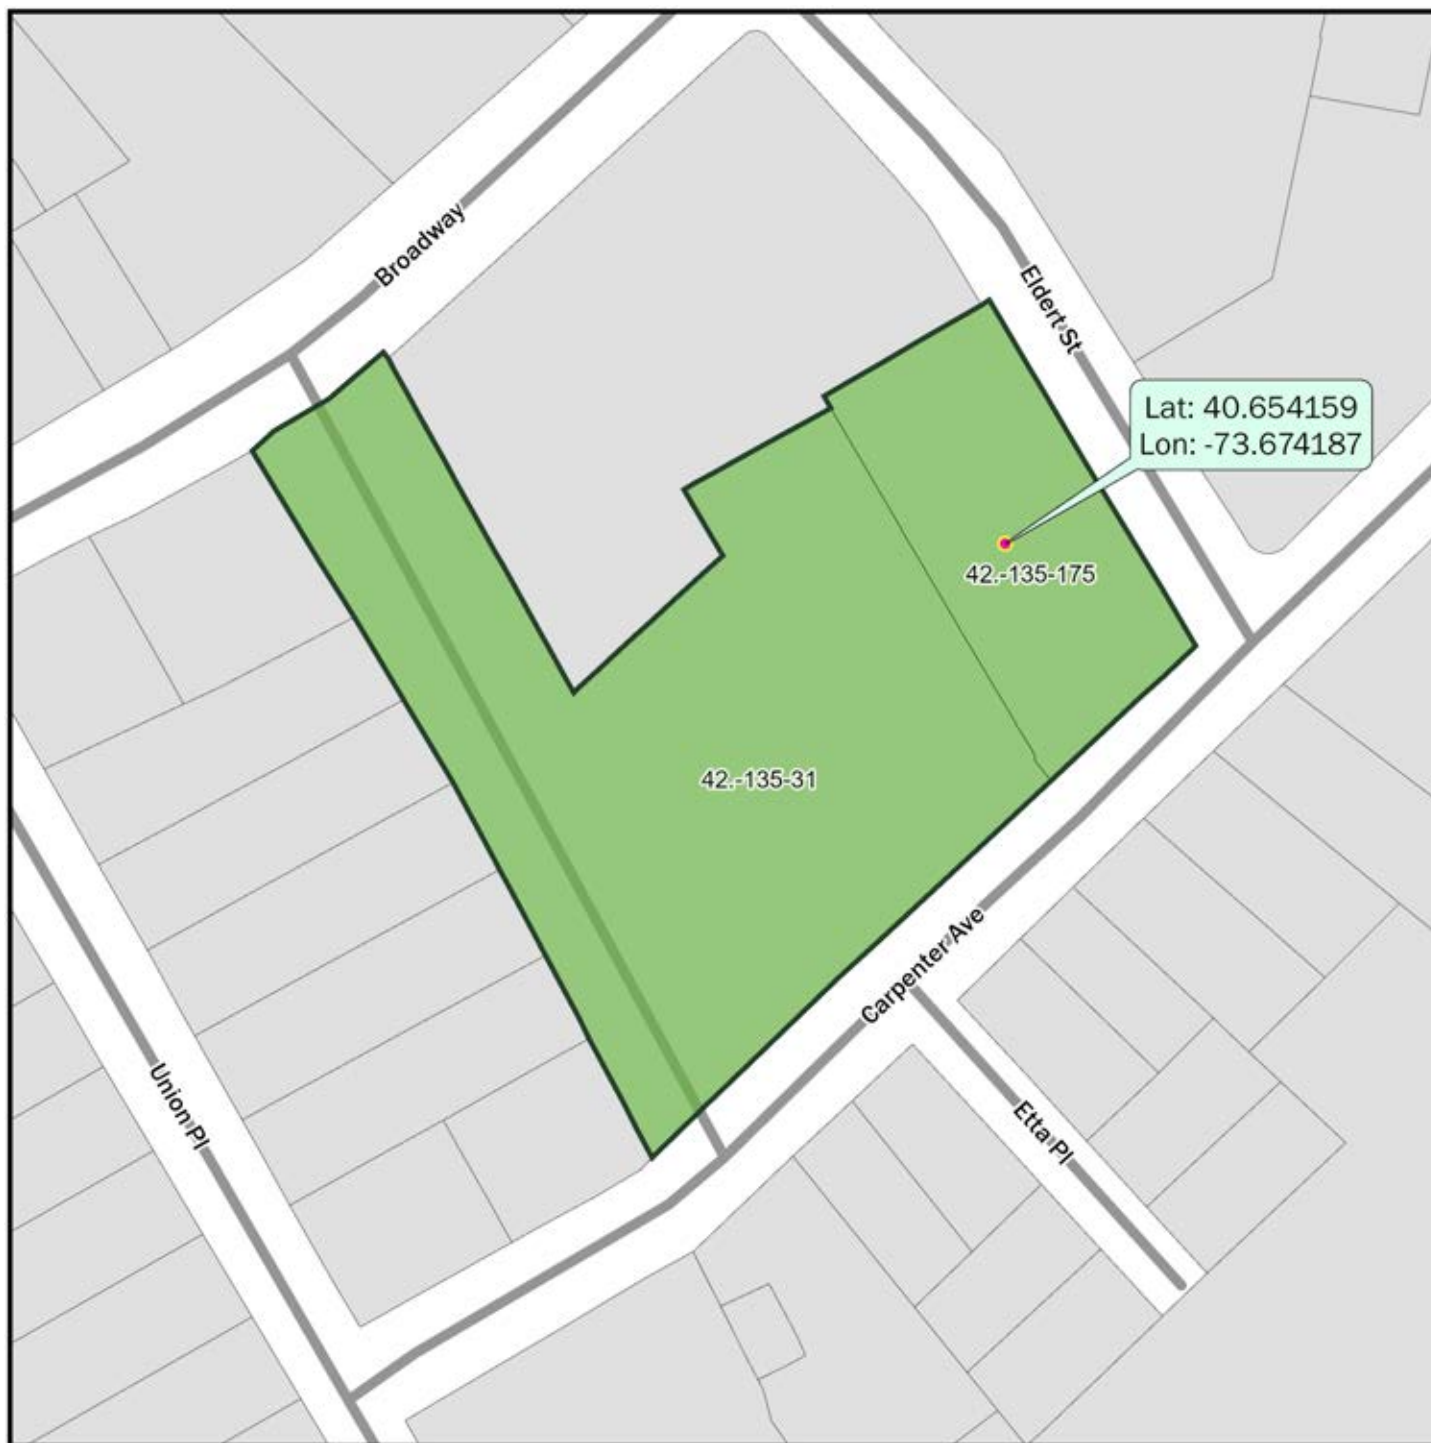 Broadway
Eldert St
Lat: 40.654159
Lon: -73.674187
42.-135-175
42.-135-31
Carpenter Ave
Union Pl
Etta Pl